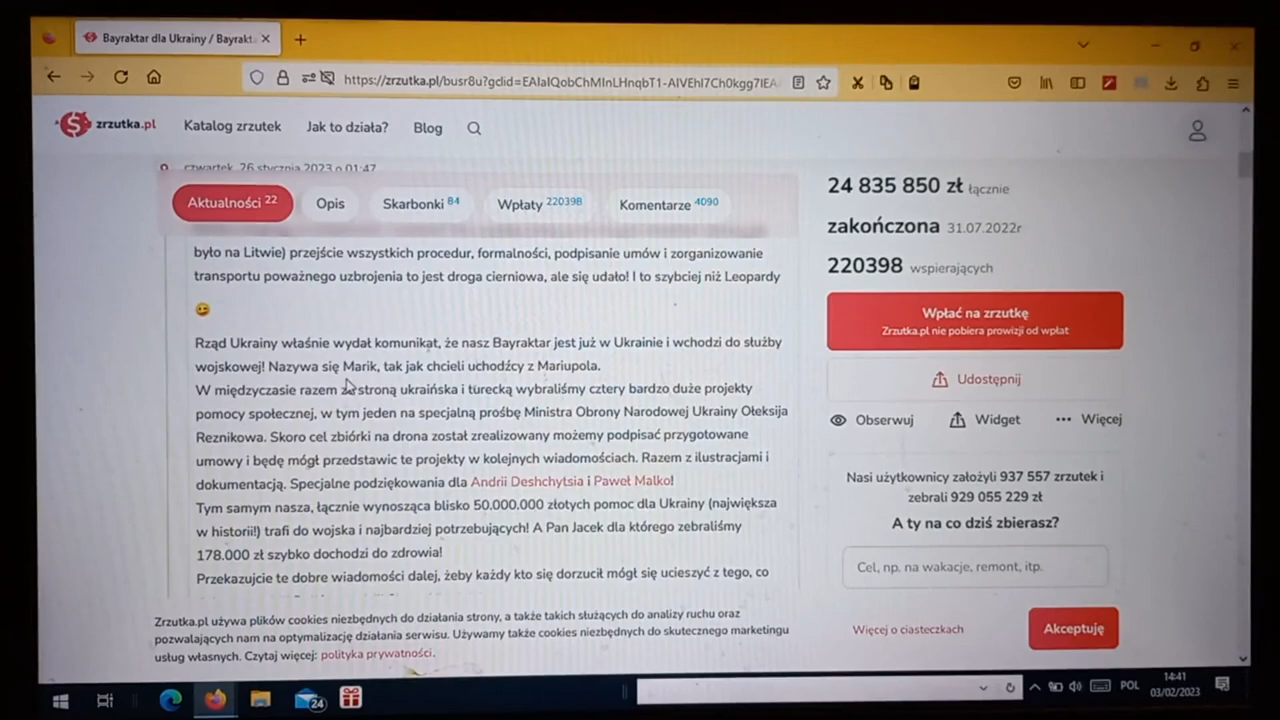 Bayraktar dla Ukrainy / Bayrakt
https://zrzutka.pl/busr8u?gclid=EAIaIQobChMInLHnqbT1-AIVEhI7Ch0kgg7IEA
zrzutka.pl
Katalog zrzutek
Jak to działa?
Blog
czwartek, 26 stycznia 2023 o 01:47
Aktualności 22
Opis
Skarbonki 84
Wpłaty 220398
Komentarze 4090
było na Litwie) przejście wszystkich procedur, formalności, podpisanie umów i zorganizowanie
transportu poważnego uzbrojenia to jest droga cierniowa, ale się udało! I to szybciej niż Leopardy
😀
Rząd Ukrainy właśnie wydał komunikat, że nasz Bayraktar jest już w Ukrainie i wchodzi do służby
wojskowej! Nazywa się Marik, tak jak chcieli uchodźcy z Mariupola.
W międzyczasie razem ze stroną ukraińska i turecką wybraliśmy cztery bardzo duże projekty
pomocy społecznej, w tym jeden na specjalną prośbę Ministra Obrony Narodowej Ukrainy Ołeksija
Reznikowa. Skoro cel zbiórki na drona został zrealizowany możemy podpisać przygotowane
umowy i będę mógł przedstawic te projekty w kolejnych wiadomościach. Razem z ilustracjami i
dokumentacją. Specjalne podziękowania dla Andrii Deshchytsia i Paweł Malko!
Tym samym nasza, łącznie wynosząca blisko 50.000.000 złotych pomoc dla Ukrainy (największa
w historii!) trafi do wojska i najbardziej potrzebujących! A Pan Jacek dla którego zebraliśmy
178.000 zł szybko dochodzi do zdrowia!
Przekazujcie te dobre wiadomości dalej, żeby każdy kto się dorzucił mógł się ucieszyć z tego, co
24 835 850 zł łącznie
zakończona 31.07.2022r
220398 wspierających
Wpłać na zrzutkę
Zrzutka.pl nie pobiera prowizji od wpłat
Udostępnij
Obserwuj
Widget
Więcej
Nasi użytkownicy założyli 937 557 zrzutek i
zebrali 929 055 229 zł
A ty na co dziś zbierasz?
Cel, np. na wakacje, remont, itp.
Zrzutka.pl używa plików cookies niezbędnych do działania strony, a także takich służących do analizy ruchu oraz
pozwalających nam na optymalizację działania serwisu. Używamy także cookies niezbędnych do skutecznego marketingu
usług własnych. Czytaj więcej: polityka prywatności.
Więcej o ciasteczkach
Akceptuję
24
POL
14:41
03/02/2023